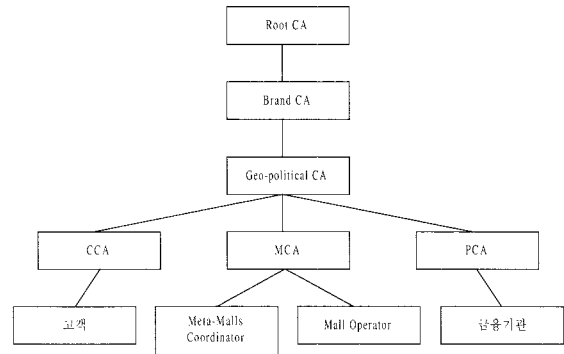 Root CA
Brand CA
Geo-political CA
CCA
MCA
PCA
고객
Meta-Malls
Coordinator
Mall Operator
금융기관